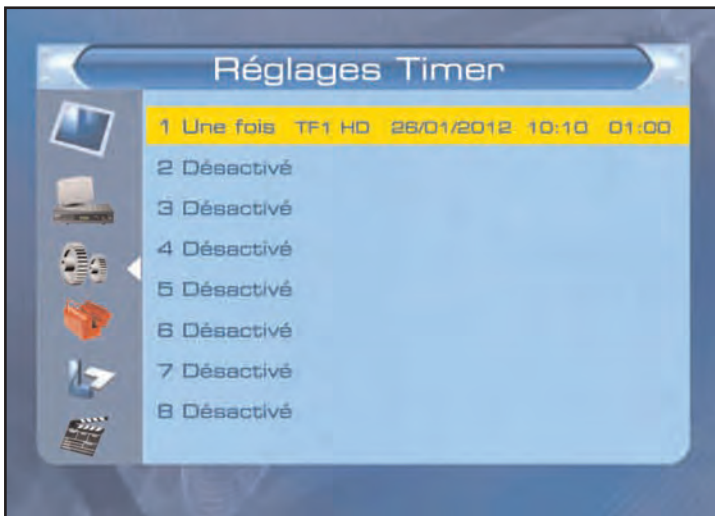 Réglages Timer
1 Une fois TF1 HD 26/01/2012 10:10 01:00
2 Désactivé
3 Désactivé
4 Désactivé
5 Désactivé
6 Désactivé
7 Désactivé
8 Désactivé